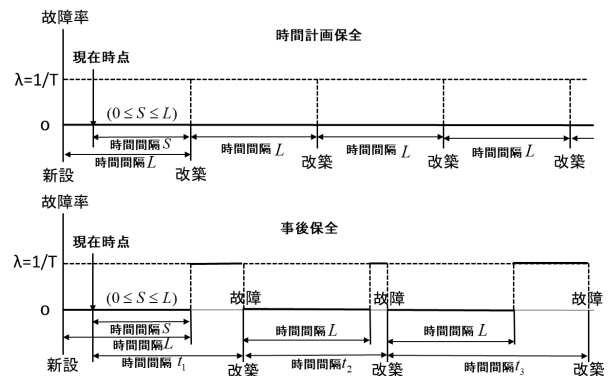 故障率
時間計画保全
現在時点
λ=1/T
(0 ≤ S ≤ L)
0
時間間隔 S
時間間隔 L
時間間隔 L
時間間隔 L
時間間隔 L
新設
改築
改築
改築
改築
故障率
事後保全
現在時点
λ=1/T
(0 ≤ S ≤ L)
故障
故障
故障
0
時間間隔 S
時間間隔 L
時間間隔 L
時間間隔L
新設
時間間隔 t₁
時間間隔 t₂
時間間隔 t₃
改築
改築
改築